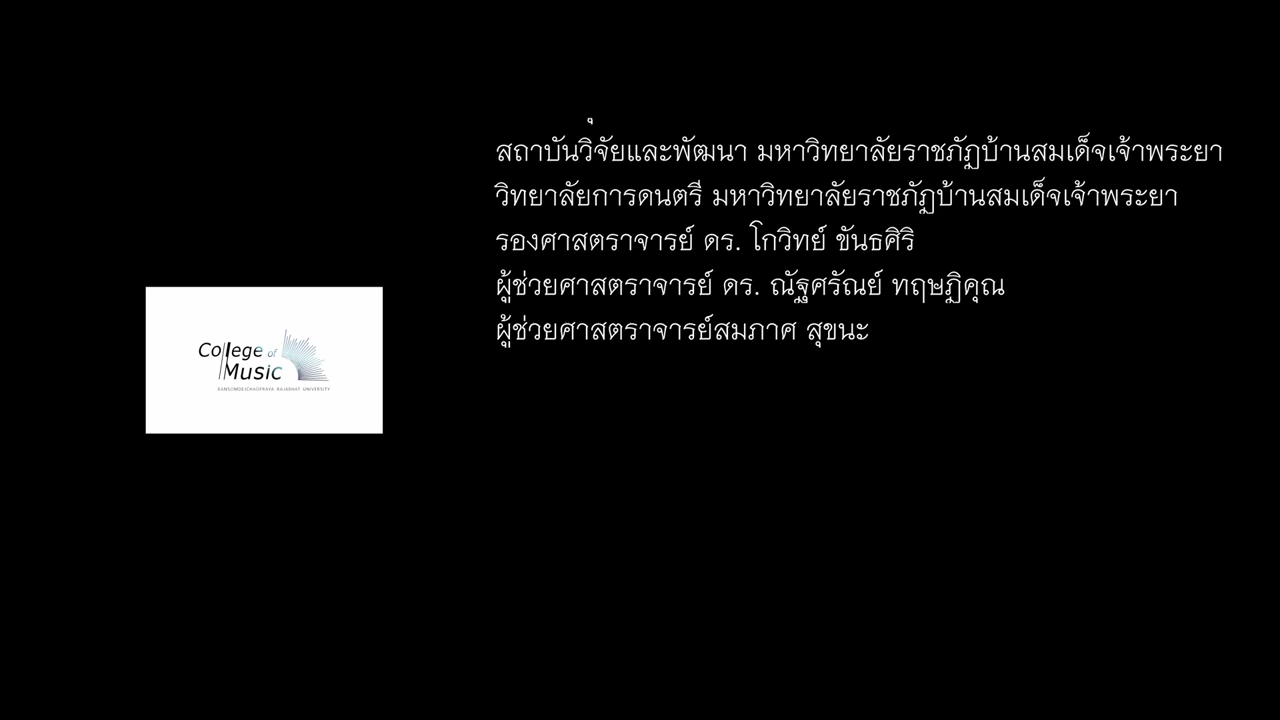 สถาบันวิจัยและพัฒนา มหาวิทยาลัยราชภัฏบ้านสมเด็จเจ้าพระยา
วิทยาลัยการดนตรี มหาวิทยาลัยราชภัฏบ้านสมเด็จเจ้าพระยา
รองศาสตราจารย์ ดร. โกวิทย์ ขันธศิริ
ผู้ช่วยศาสตราจารย์ ดร. ณัฐศรัณย์ ทฤษฎิคุณ
ผู้ช่วยศาสตราจารย์สมภาศ สุขนะ
College of
Music
BANSOMDEJCHAOPRAYA RAJABHAT UNIVERSITY